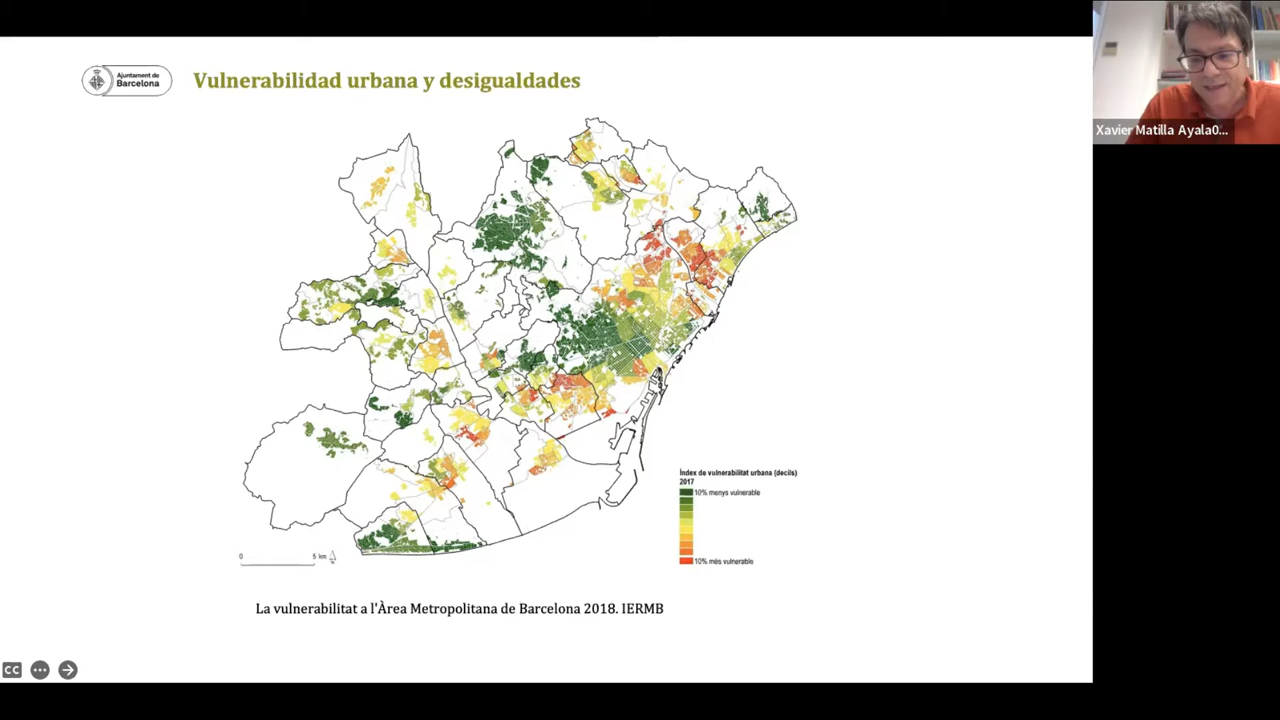 Ajuntament de
Barcelona
Vulnerabilidad urbana y desigualdades
Xavier Matilla Ayala0...
Índex de vulnerabilitat urbana (decils)
2017
10% menys vulnerable
10% més vulnerable
0
5 km
N
La vulnerabilitat a l'Àrea Metropolitana de Barcelona 2018. IERMB
CC